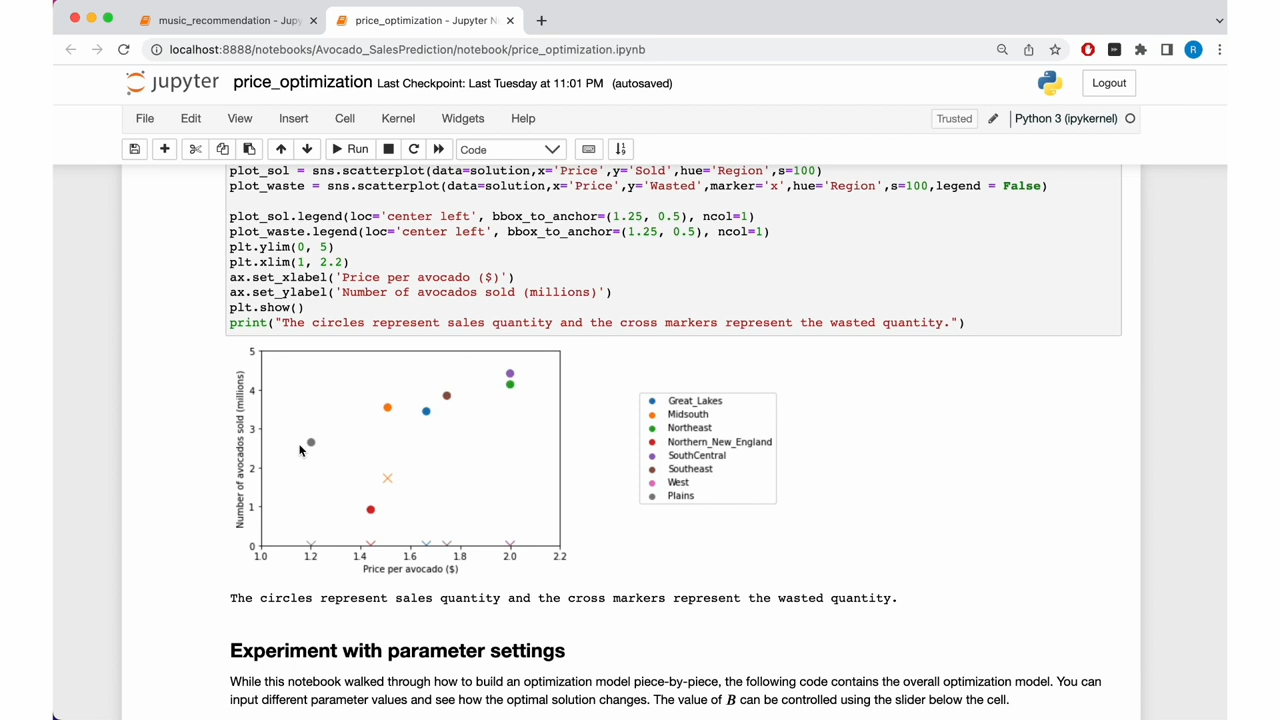 music_recommendation - Jupy
price_optimization - Jupyter N
localhost:8888/notebooks/Avocado_SalesPrediction/notebook/price_optimization.ipynb
R
jupyter price_optimization Last Checkpoint: Last Tuesday at 11:01 PM (autosaved)
Logout
File Edit View Insert Cell Kernel Widgets Help
Trusted
Python 3 (ipykernel)
Run
Code
plot_sol = sns.scatterplot(data=solution,x='Price',y='Sold',hue='Region',s=100)
plot_waste = sns.scatterplot(data=solution,x='Price',y='Wasted',marker='x',hue='Region',s=100,legend = False)
plot_sol.legend(loc='center left', bbox_to_anchor=(1.25, 0.5), ncol=1)
plot_waste.legend(loc='center left', bbox_to_anchor=(1.25, 0.5), ncol=1)
plt.ylim(0, 5)
plt.xlim(1, 2.2)
ax.set_xlabel('Price per avocado ($)')
ax.set_ylabel('Number of avocados sold (millions)')
plt.show()
print("The circles represent sales quantity and the cross markers represent the wasted quantity.")
Number of avocados sold (millions)
5
4
3
2
1
0
1.0 1.2 1.4 1.6 1.8 2.0 2.2
Price per avocado ($)
Great_Lakes
Midsouth
Northeast
Northern_New_England
SouthCentral
Southeast
West
Plains
The circles represent sales quantity and the cross markers represent the wasted quantity.
Experiment with parameter settings
While this notebook walked through how to build an optimization model piece-by-piece, the following code contains the overall optimization model. You can
input different parameter values and see how the optimal solution changes. The value of B can be controlled using the slider below the cell.